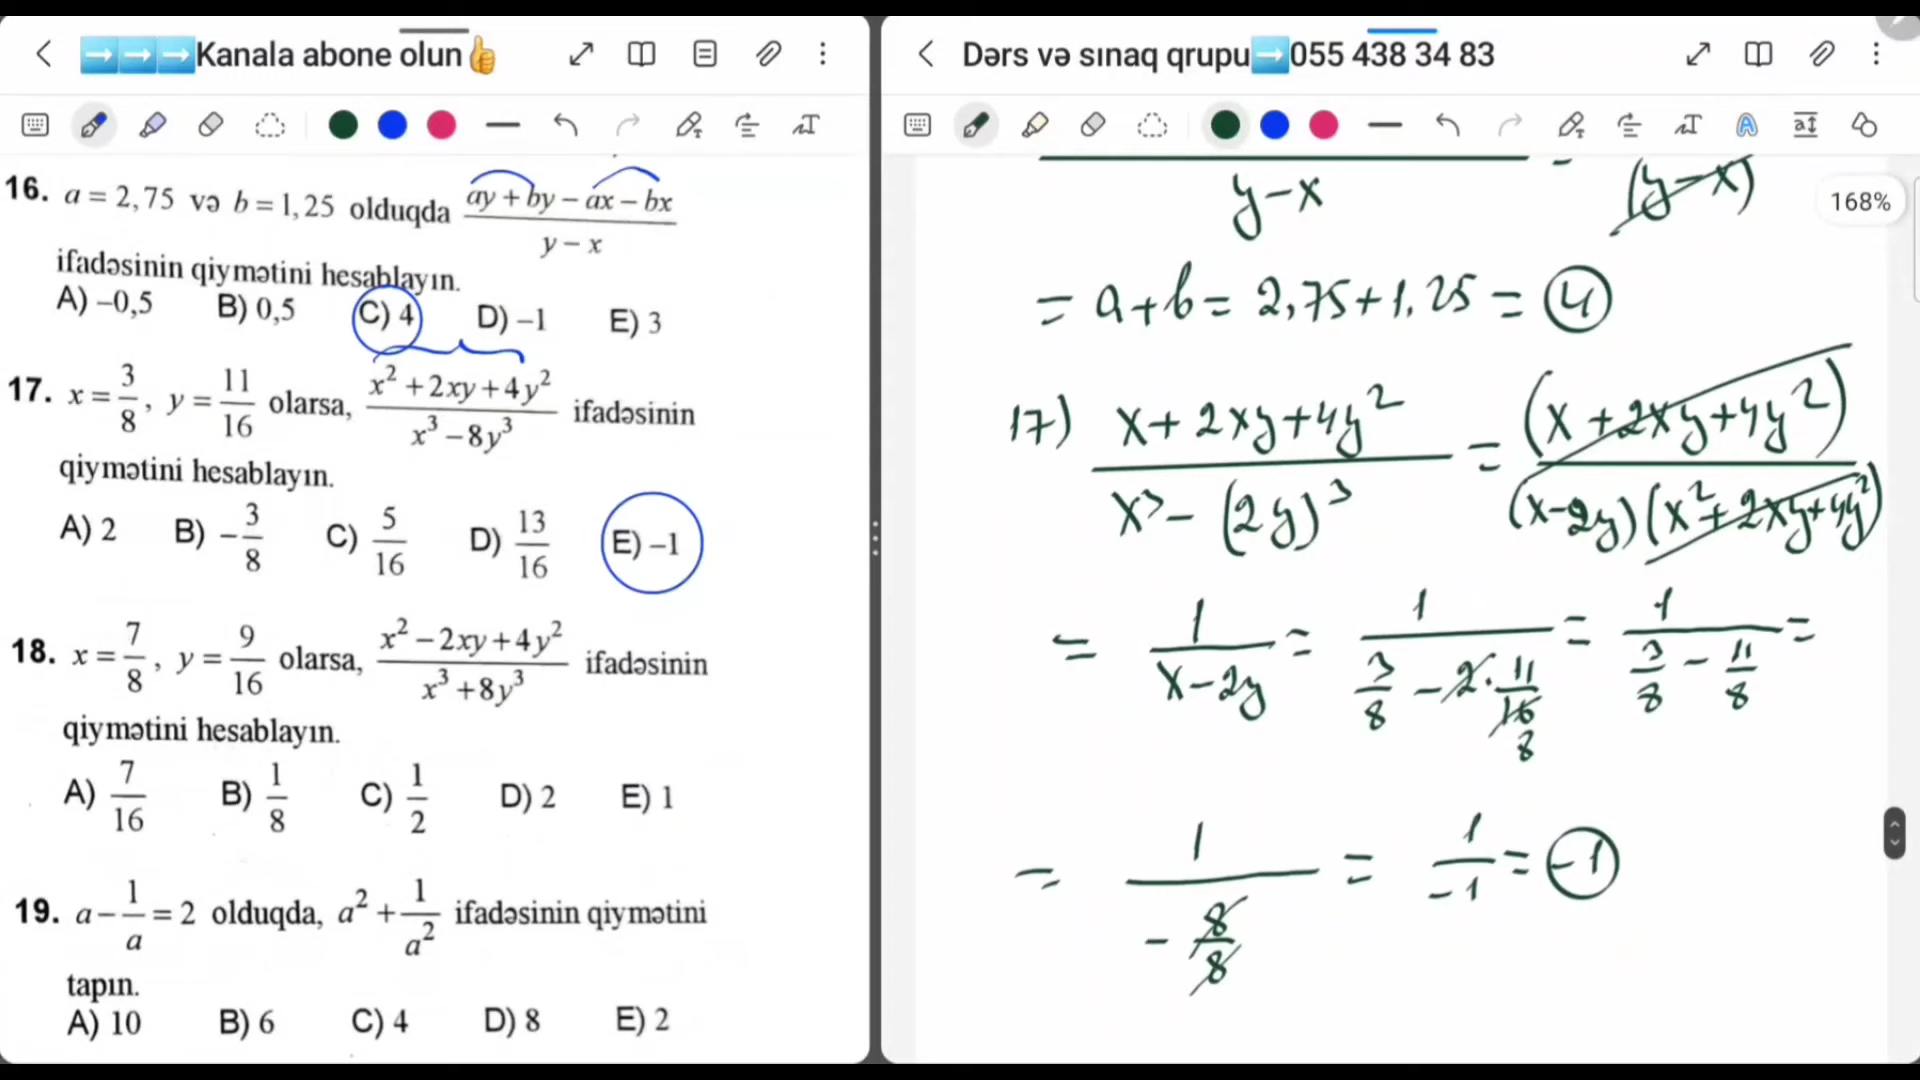 ➡️➡️➡️Kanala abone olun👍
16. a = 2,75 və b = 1,25 olduqda (ay + by − ax − bx)/(y − x)
ifadəsinin qiymətini hesablayın.
A) −0,5 B) 0,5 C) 4 D) −1 E) 3
17. x = 3/8, y = 11/16 olarsa, (x² + 2xy + 4y²)/(x³ − 8y³) ifadəsinin
qiymətini hesablayın.
A) 2 B) −3/8 C) 5/16 D) 13/16 E) −1
18. x = 7/8, y = 9/16 olarsa, (x² − 2xy + 4y²)/(x³ + 8y³) ifadəsinin
qiymətini hesablayın.
A) 7/16 B) 1/8 C) 1/2 D) 2 E) 1
19. a − 1/a = 2 olduqda, a² + 1/a² ifadəsinin qiymətini
tapın.
A) 10 B) 6 C) 4 D) 8 E) 2
Dərs və sınaq qrupu➡️055 438 34 83
168%
y − x = (y − x)
= a + b = 2,75 + 1,25 = 4
17) (x + 2xy + 4y²)/(x³ − (2y)³) = (x + 2xy + 4y²)/((x − 2y)(x² + 2xy + 4y²))
= 1/(x − 2y) = 1/(3/8 − 2 · 11/16 8) = 1/(3/8 − 11/8) =
= 1/(− 8/8) = 1/−1 = −1